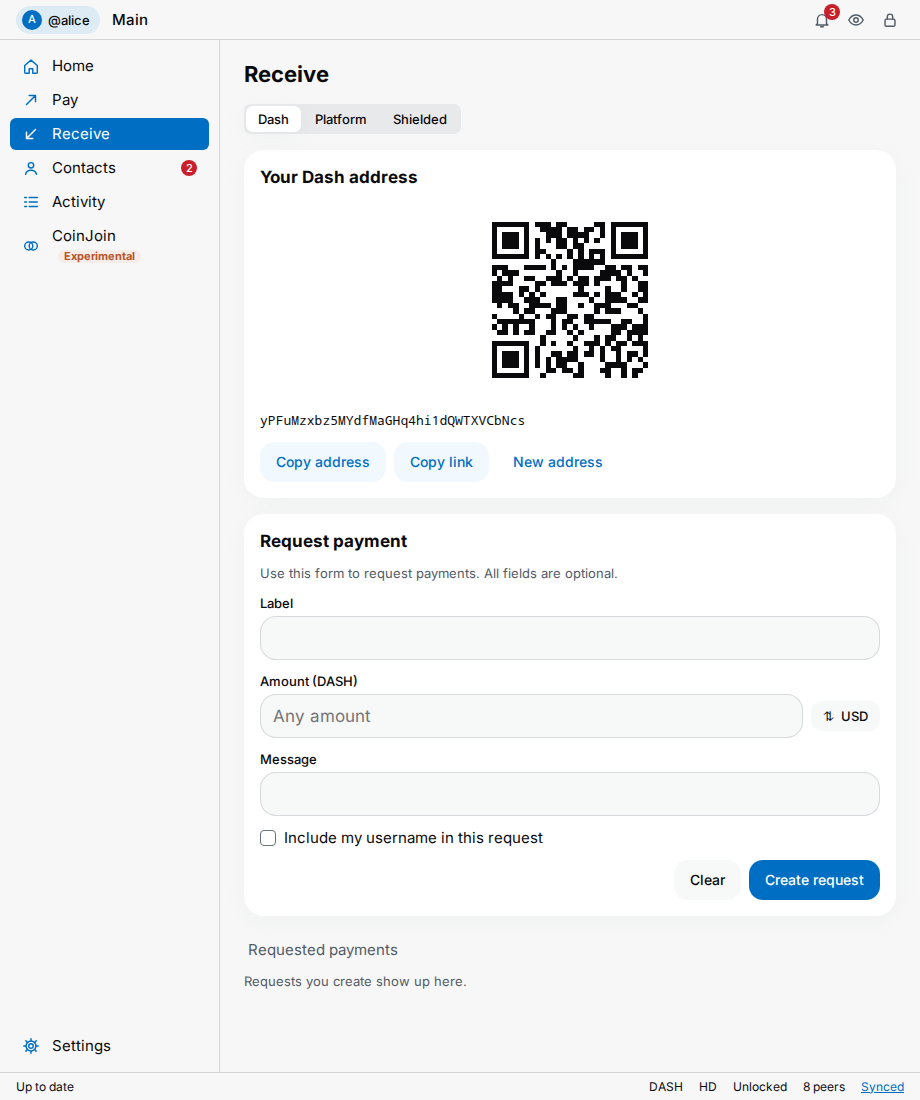 A @alice Main 3
Home
Pay
Receive
Contacts 2
Activity
CoinJoin
Experimental
Settings
Receive
Dash Platform Shielded
Your Dash address
yPFuMzxbz5MYdfMaGHq4hi1dQWTXVCbNcs
Copy address Copy link New address
Request payment
Use this form to request payments. All fields are optional.
Label
Amount (DASH)
Any amount ⇅ USD
Message
Include my username in this request
Clear Create request
Requested payments
Requests you create show up here.
Up to date DASH HD Unlocked 8 peers Synced